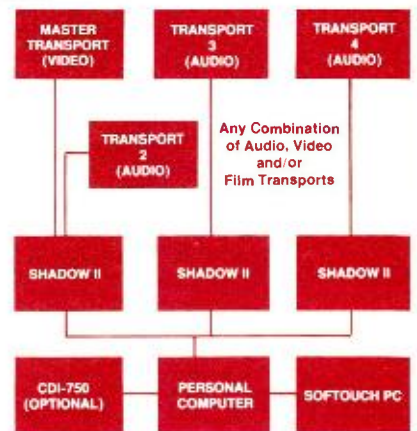 MASTER
TRANSPORT
(VIDEO)
TRANSPORT
3
(AUDIO)
TRANSPORT
4
(AUDIO)
TRANSPORT
2
(AUDIO)
Any Combination
of Audio, Video
and/or
Film Transports
SHADOW II
SHADOW II
SHADOW II
CDI-750
(OPTIONAL)
PERSONAL
COMPUTER
SOFTOUCH PC